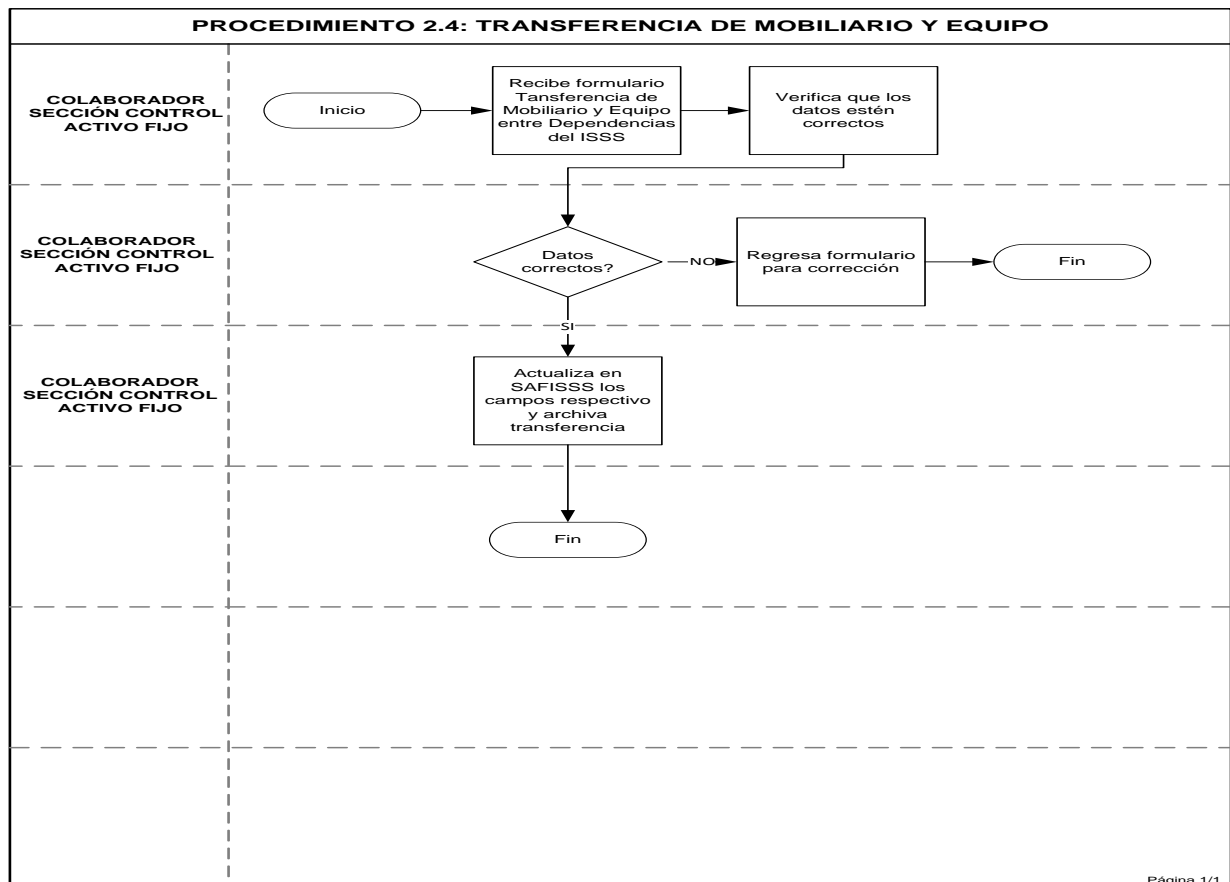 PROCEDIMIENTO 2.4: TRANSFERENCIA DE MOBILIARIO Y EQUIPO
COLABORADOR
SECCIÓN CONTROL
ACTIVO FIJO
Inicio
Recibe formulario
Tansferencia de
Mobiliario y Equipo
entre Dependencias
del ISSS
Verifica que los
datos estén
correctos
COLABORADOR
SECCIÓN CONTROL
ACTIVO FIJO
Datos
correctos?
NO
Regresa formulario
para corrección
Fin
SI
COLABORADOR
SECCIÓN CONTROL
ACTIVO FIJO
Actualiza en
SAFISSS los
campos respectivo
y archiva
transferencia
Fin
Página 1/1